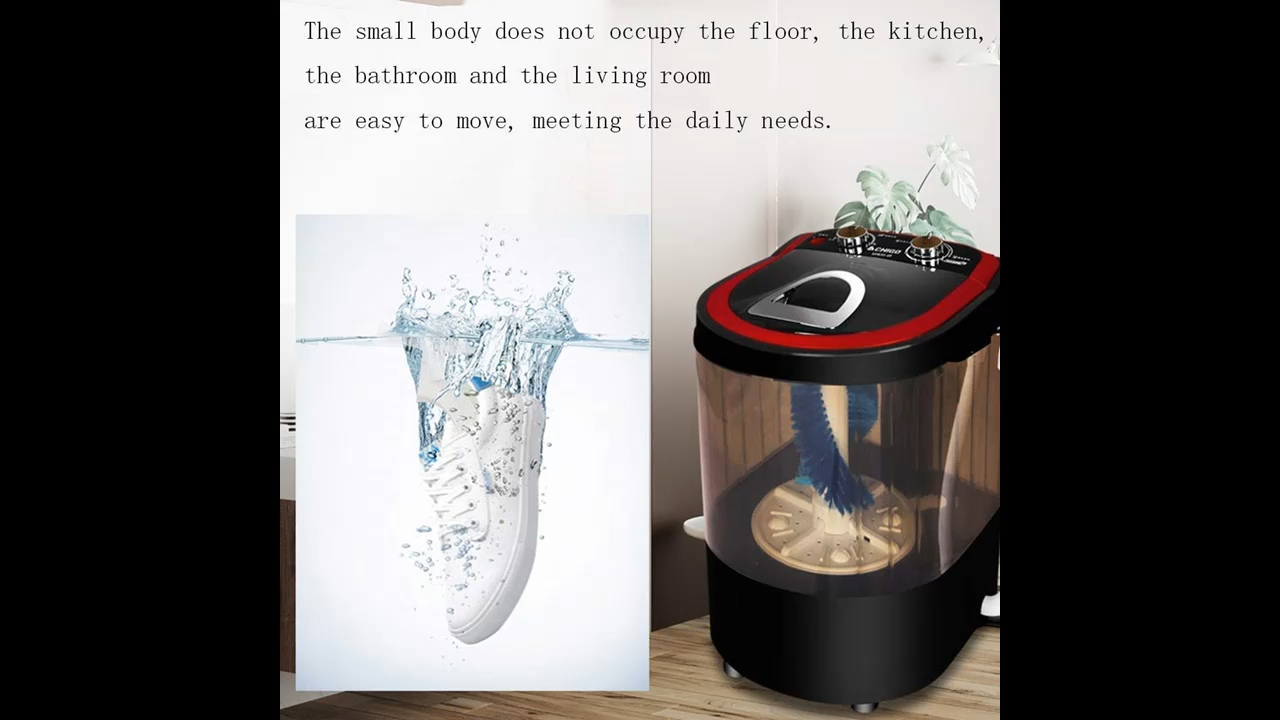 The small body does not occupy the floor, the kitchen,
the bathroom and the living room
are easy to move, meeting the daily needs.
CHIGO